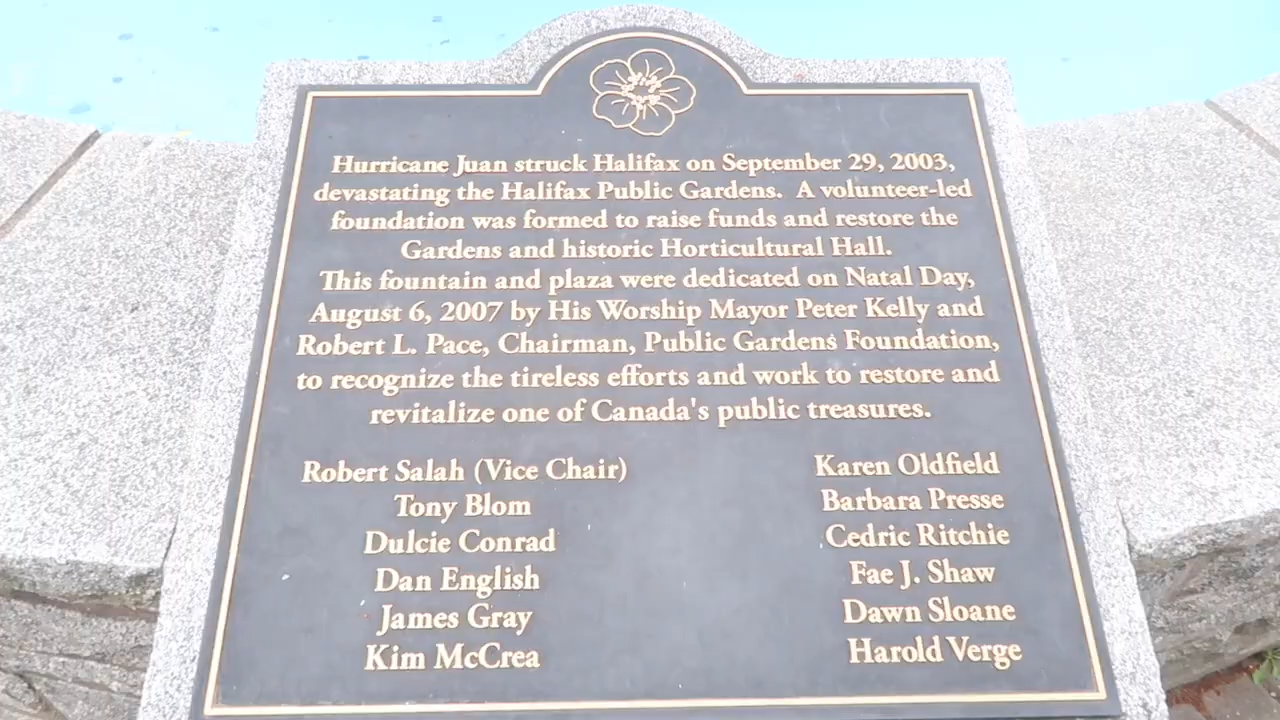 Hurricane Juan struck Halifax on September 29, 2003,
devastating the Halifax Public Gardens. A volunteer-led
foundation was formed to raise funds and restore the
Gardens and historic Horticultural Hall.
This fountain and plaza were dedicated on Natal Day,
August 6, 2007 by His Worship Mayor Peter Kelly and
Robert L. Pace, Chairman, Public Gardens Foundation,
to recognize the tireless efforts and work to restore and
revitalize one of Canada's public treasures.
Robert Salah (Vice Chair)
Tony Blom
Dulcie Conrad
Dan English
James Gray
Kim McCrea
Karen Oldfield
Barbara Presse
Cedric Ritchie
Fae J. Shaw
Dawn Sloane
Harold Verge